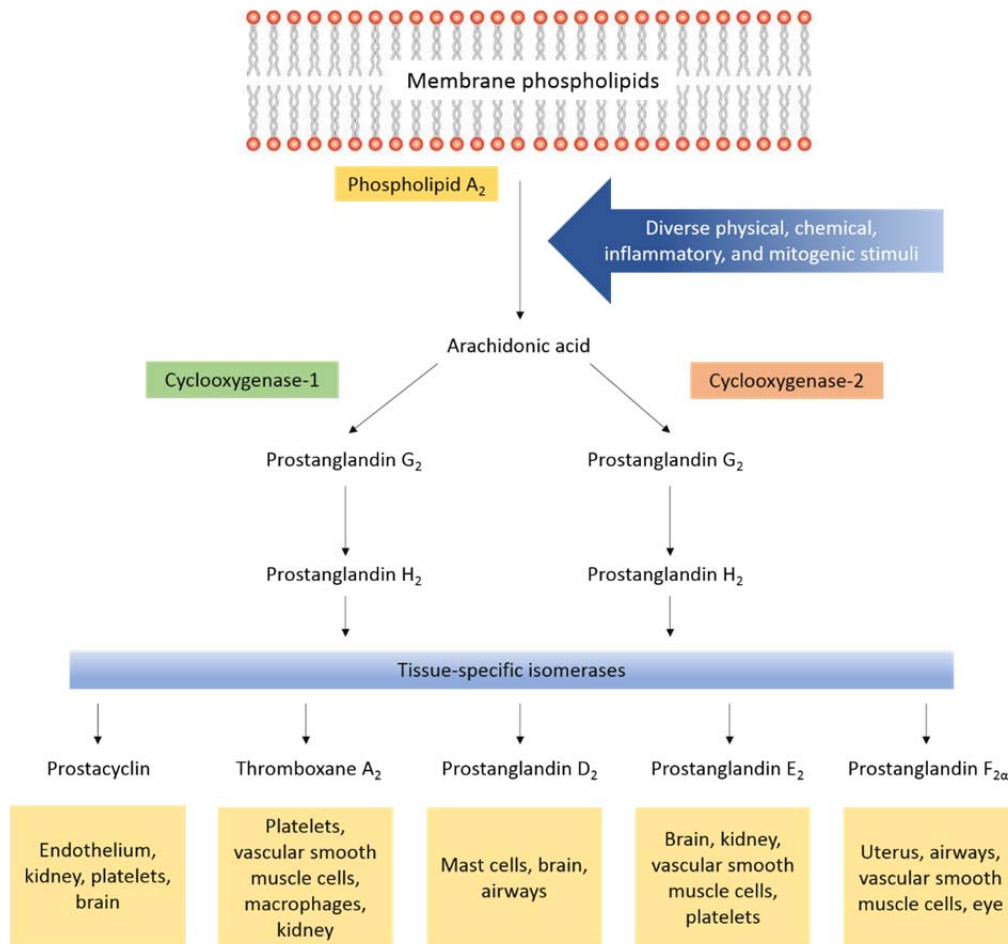 Membrane phospholipids
Phospholipid A₂
Diverse physical, chemical,
inflammatory, and mitogenic stimuli
Arachidonic acid
Cyclooxygenase-1
Cyclooxygenase-2
Prostanglandin G₂
Prostanglandin G₂
Prostanglandin H₂
Prostanglandin H₂
Tissue-specific isomerases
Prostacyclin
Thromboxane A₂
Prostanglandin D₂
Prostanglandin E₂
Prostanglandin F₂α
Endothelium,
kidney, platelets,
brain
Platelets,
vascular smooth
muscle cells,
macrophages,
kidney
Mast cells, brain,
airways
Brain, kidney,
vascular smooth
muscle cells,
platelets
Uterus, airways,
vascular smooth
muscle cells, eye